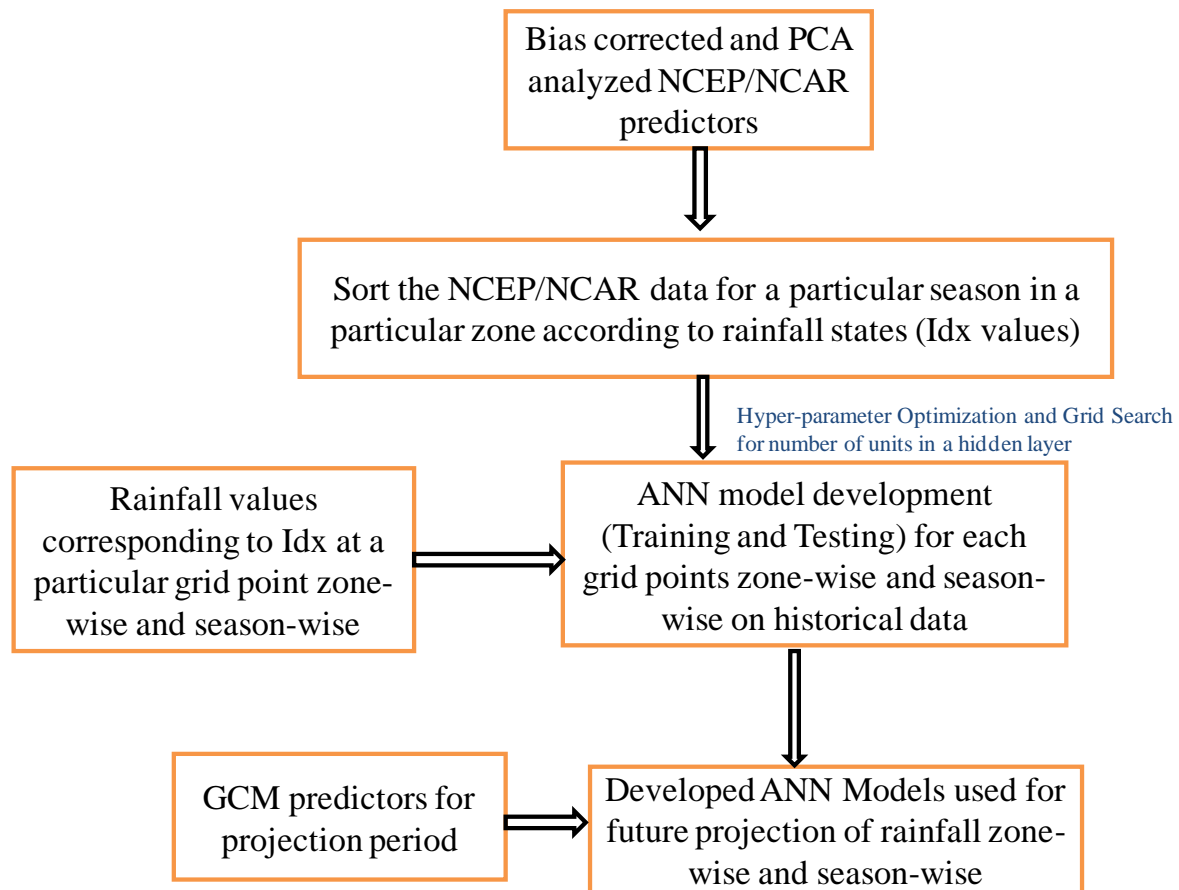 Bias corrected and PCA
analyzed NCEP/NCAR
predictors
Sort the NCEP/NCAR data for a particular season in a
particular zone according to rainfall states (Idx values)
Hyper-parameter Optimization and Grid Search
for number of units in a hidden layer
Rainfall values
corresponding to Idx at a
particular grid point zone-
wise and season-wise
ANN model development
(Training and Testing) for each
grid points zone-wise and season-
wise on historical data
GCM predictors for
projection period
Developed ANN Models used for
future projection of rainfall zone-
wise and season-wise